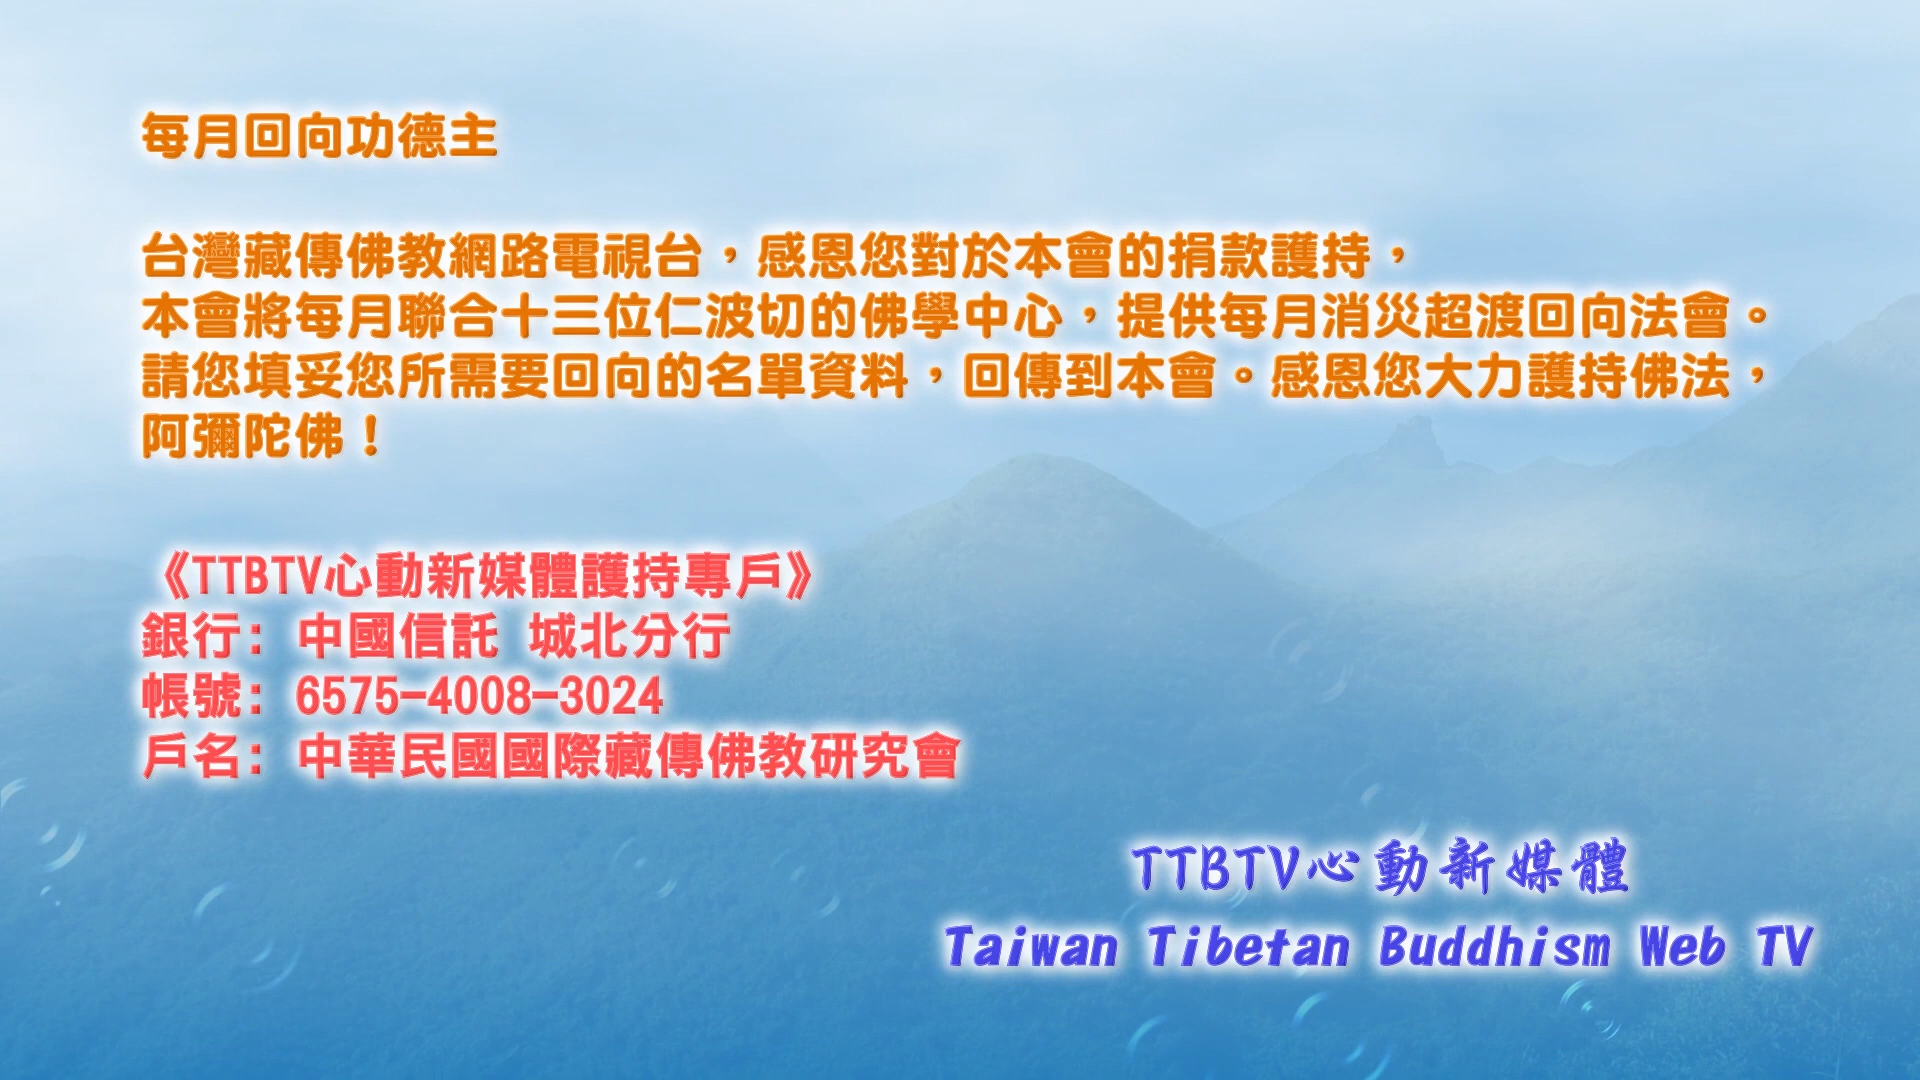 每月回向功德主
台灣藏傳佛教網路電視台，感恩您對於本會的捐款護持，
本會將每月聯合十三位仁波切的佛學中心，提供每月消災超渡回向法會。
請您填妥您所需要回向的名單資料，回傳到本會。感恩您大力護持佛法，
阿彌陀佛！
《TTBTV心動新媒體護持專戶》
銀行: 中國信託 城北分行
帳號: 6575-4008-3024
戶名: 中華民國國際藏傳佛教研究會
TTBTV心動新媒體
Taiwan Tibetan Buddhism Web TV